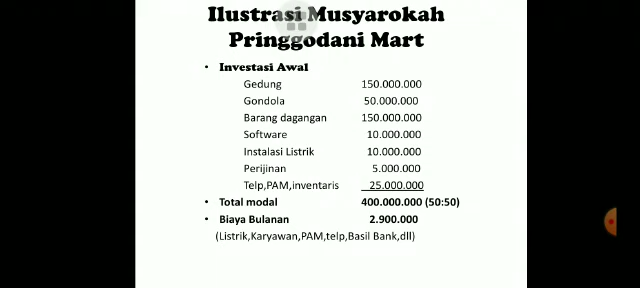 Ilustrasi Musyarokah
Pringgodani Mart
• Investasi Awal
Gedung 150.000.000
Gondola 50.000.000
Barang dagangan 150.000.000
Software 10.000.000
Instalasi Listrik 10.000.000
Perijinan 5.000.000
Telp,PAM,inventaris 25.000.000
• Total modal 400.000.000 (50:50)
• Biaya Bulanan 2.900.000
(Listrik,Karyawan,PAM,telp,Basil Bank,dll)